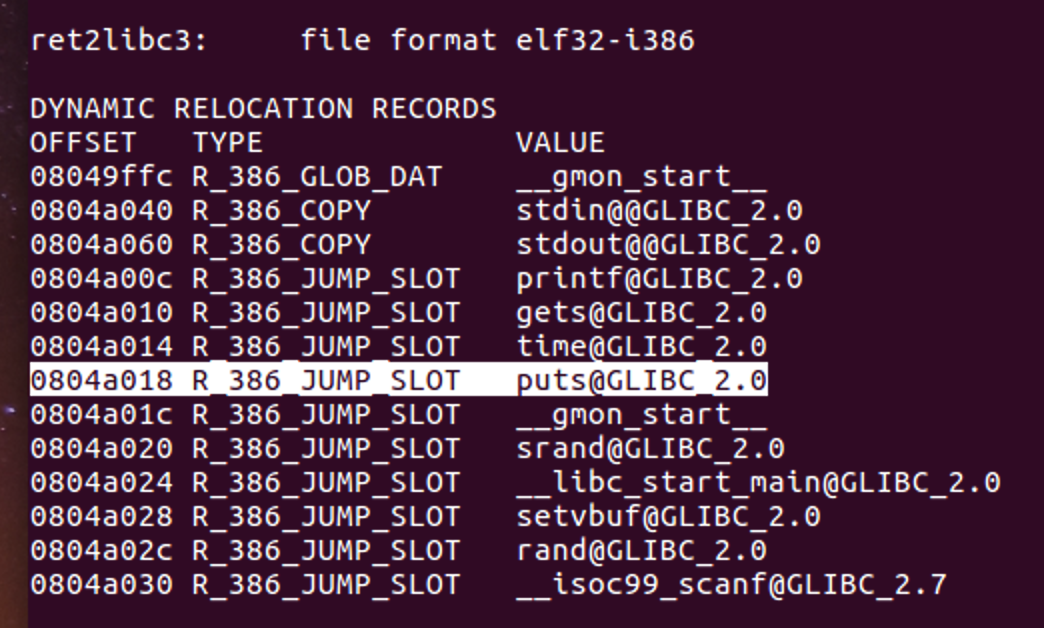 ret2libc3:     file format elf32-i386
DYNAMIC RELOCATION RECORDS
OFFSET   TYPE              VALUE
08049ffc R_386_GLOB_DAT    __gmon_start__
0804a040 R_386_COPY        stdin@@GLIBC_2.0
0804a060 R_386_COPY        stdout@@GLIBC_2.0
0804a00c R_386_JUMP_SLOT   printf@GLIBC_2.0
0804a010 R_386_JUMP_SLOT   gets@GLIBC_2.0
0804a014 R_386_JUMP_SLOT   time@GLIBC_2.0
0804a018 R_386_JUMP_SLOT   puts@GLIBC_2.0
0804a01c R_386_JUMP_SLOT   __gmon_start__
0804a020 R_386_JUMP_SLOT   srand@GLIBC_2.0
0804a024 R_386_JUMP_SLOT   __libc_start_main@GLIBC_2.0
0804a028 R_386_JUMP_SLOT   setvbuf@GLIBC_2.0
0804a02c R_386_JUMP_SLOT   rand@GLIBC_2.0
0804a030 R_386_JUMP_SLOT   __isoc99_scanf@GLIBC_2.7